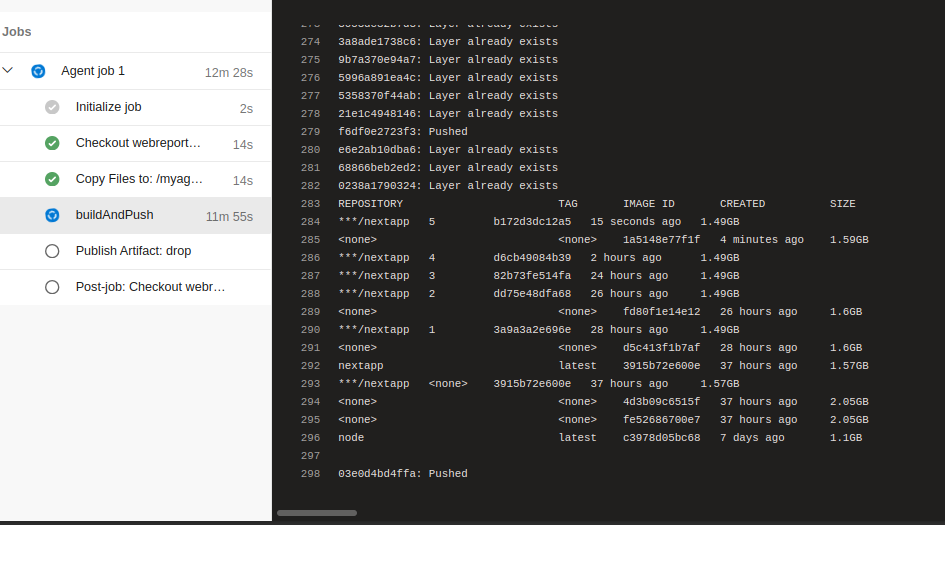 Jobs
Agent job 1 12m 28s
Initialize job 2s
Checkout webreport… 14s
Copy Files to: /myag… 14s
buildAndPush 11m 55s
Publish Artifact: drop
Post-job: Checkout webr…
274 3a8ade1738c6: Layer already exists
275 9b7a370e94a7: Layer already exists
276 5996a891ea4c: Layer already exists
277 5358370f44ab: Layer already exists
278 21e1c4948146: Layer already exists
279 f6df0e2723f3: Pushed
280 e6e2ab10dba6: Layer already exists
281 68866beb2ed2: Layer already exists
282 0238a1790324: Layer already exists
283 REPOSITORY TAG IMAGE ID CREATED SIZE
284 ***/nextapp 5 b172d3dc12a5 15 seconds ago 1.49GB
285 <none> <none> 1a5148e77f1f 4 minutes ago 1.59GB
286 ***/nextapp 4 d6cb49084b39 2 hours ago 1.49GB
287 ***/nextapp 3 82b73fe514fa 24 hours ago 1.49GB
288 ***/nextapp 2 dd75e48dfa68 26 hours ago 1.49GB
289 <none> <none> fd80f1e14e12 26 hours ago 1.6GB
290 ***/nextapp 1 3a9a3a2e696e 28 hours ago 1.49GB
291 <none> <none> d5c413f1b7af 28 hours ago 1.6GB
292 nextapp latest 3915b72e600e 37 hours ago 1.57GB
293 ***/nextapp <none> 3915b72e600e 37 hours ago 1.57GB
294 <none> <none> 4d3b09c6515f 37 hours ago 2.05GB
295 <none> <none> fe52686700e7 37 hours ago 2.05GB
296 node latest c3978d05bc68 7 days ago 1.1GB
297
298 03e0d4bd4ffa: Pushed